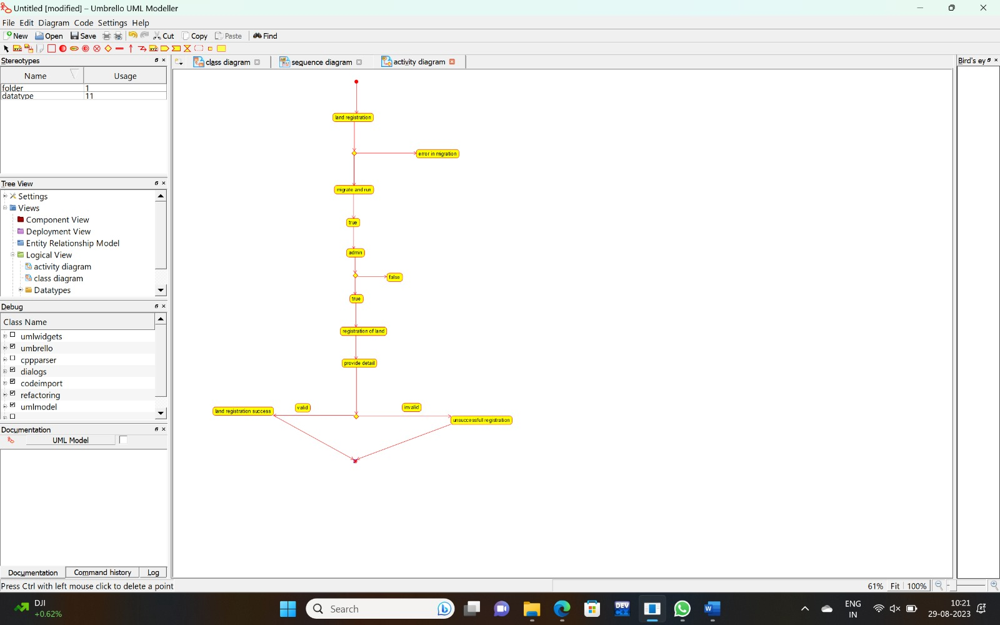 Untitled [modified] – Umbrello UML Modeller
File Edit Diagram Code Settings Help
New Open Save Cut Copy Paste Find
Stereotypes
Name Usage
folder 1
datatype 11
Tree View
Settings
Views
Component View
Deployment View
Entity Relationship Model
Logical View
activity diagram
class diagram
Datatypes
Debug
Class Name
umlwidgets
umbrello
cppparser
dialogs
codeimport
refactoring
umlmodel
Documentation
UML Model
Documentation Command history Log
Press Ctrl with left mouse click to delete a point
class diagram sequence diagram activity diagram
land registration
error in migration
migrate and run
true
admin
false
true
registration of land
provide detail
valid invalid
land registration success
unsuccessfull registration
Bird's ey
61% Fit 100%
DJI
+0.62%
Search
DEV
C++
W
ENG
IN
10:21
29-08-2023